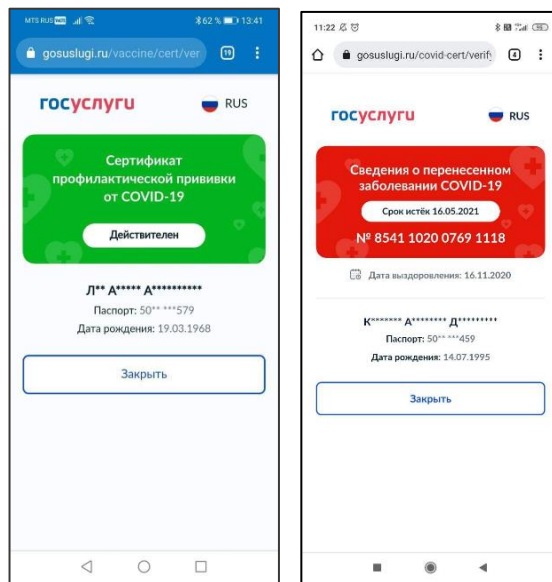 MTS RUS 62 % 13:41
gosuslugi.ru/vaccine/cert/ver 19
госуслуги RUS
Сертификат
профилактической прививки
от COVID-19
Действителен
Л** А***** А**********
Паспорт: 50** ***579
Дата рождения: 19.03.1968
Закрыть
11:22
gosuslugi.ru/covid-cert/verify 4
госуслуги RUS
Сведения о перенесенном
заболевании COVID-19
Срок истёк 16.05.2021
№ 8541 1020 0769 1118
Дата выздоровления: 16.11.2020
К******* А******** Д*********
Паспорт: 50** ***459
Дата рождения: 14.07.1995
Закрыть